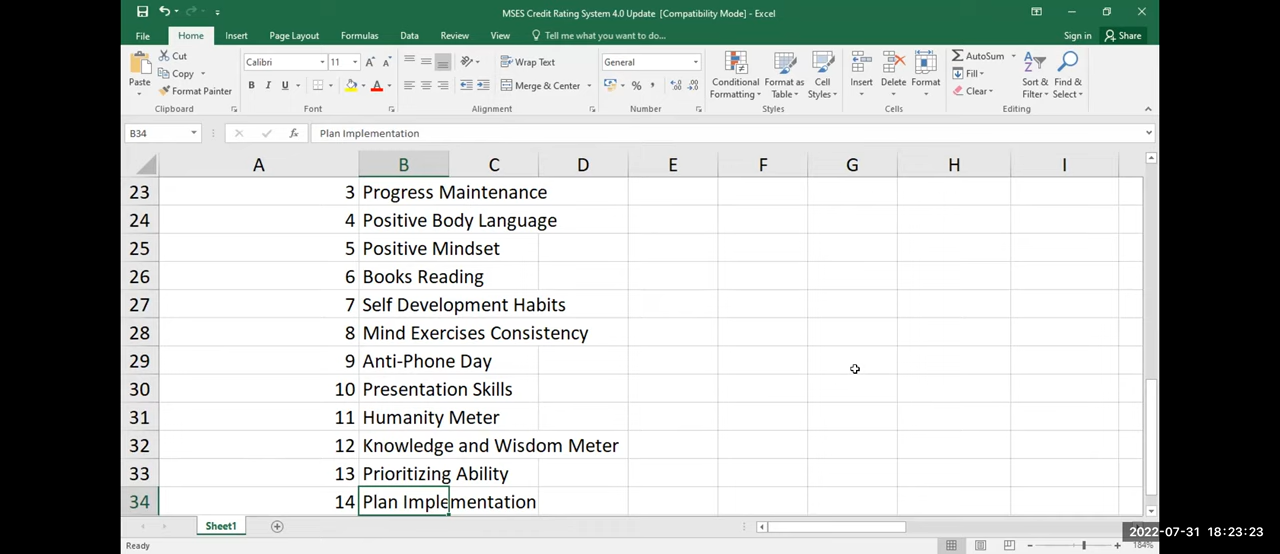 MSES Credit Rating System 4.0 Update [Compatibility Mode] - Excel
File Home Insert Page Layout Formulas Data Review View Tell me what you want to do... Sign in Share
Paste Cut Copy Format Painter Clipboard
Calibri 11 B I U Font
Wrap Text Merge & Center Alignment
General % , Number
Conditional Formatting Format as Table Cell Styles Styles
Insert Delete Format Cells
AutoSum Fill Clear Sort & Filter Find & Select Editing
B34 fx Plan Implementation
A B C D E F G H I
23 3 Progress Maintenance
24 4 Positive Body Language
25 5 Positive Mindset
26 6 Books Reading
27 7 Self Development Habits
28 8 Mind Exercises Consistency
29 9 Anti-Phone Day
30 10 Presentation Skills
31 11 Humanity Meter
32 12 Knowledge and Wisdom Meter
33 13 Prioritizing Ability
34 14 Plan Implementation
Sheet1
2022-07-31 18:23:23
Ready 184%